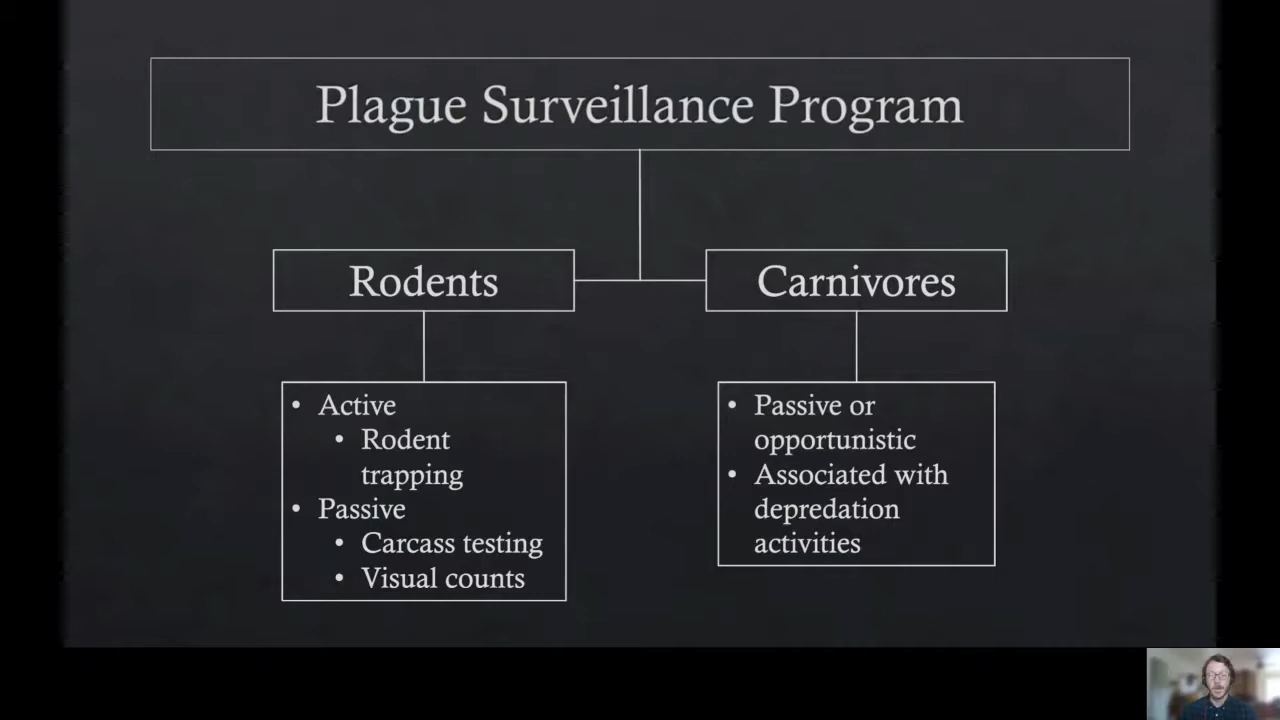 Plague Surveillance Program
Rodents
Carnivores
• Active
• Rodent
trapping
• Passive
• Carcass testing
• Visual counts
• Passive or
opportunistic
• Associated with
depredation
activities